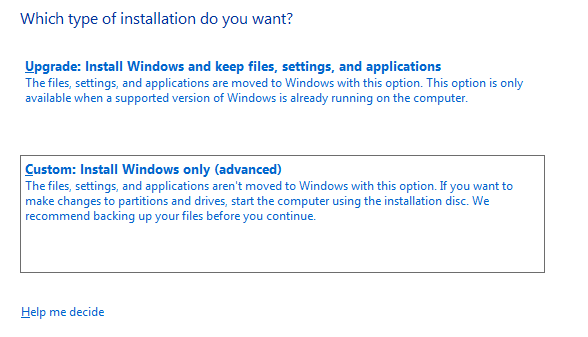 Which type of installation do you want?
Upgrade: Install Windows and keep files, settings, and applications
The files, settings, and applications are moved to Windows with this option. This option is only
available when a supported version of Windows is already running on the computer.
Custom: Install Windows only (advanced)
The files, settings, and applications aren't moved to Windows with this option. If you want to
make changes to partitions and drives, start the computer using the installation disc. We
recommend backing up your files before you continue.
Help me decide